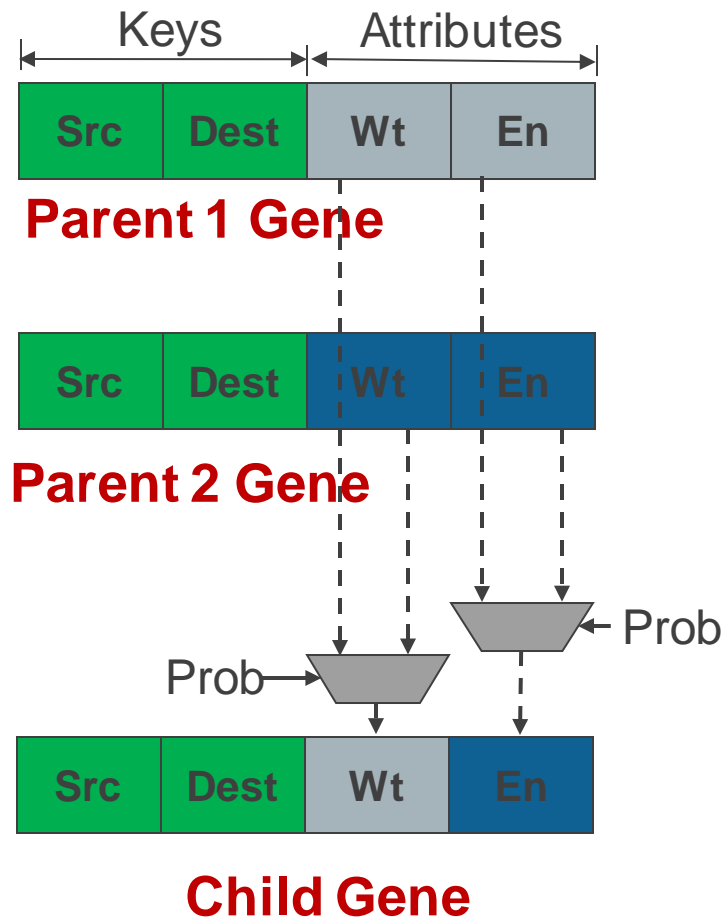 Keys Attributes
Src Dest Wt En
Parent 1 Gene
Src Dest Wt En
Parent 2 Gene
Prob
Prob
Src Dest Wt En
Child Gene